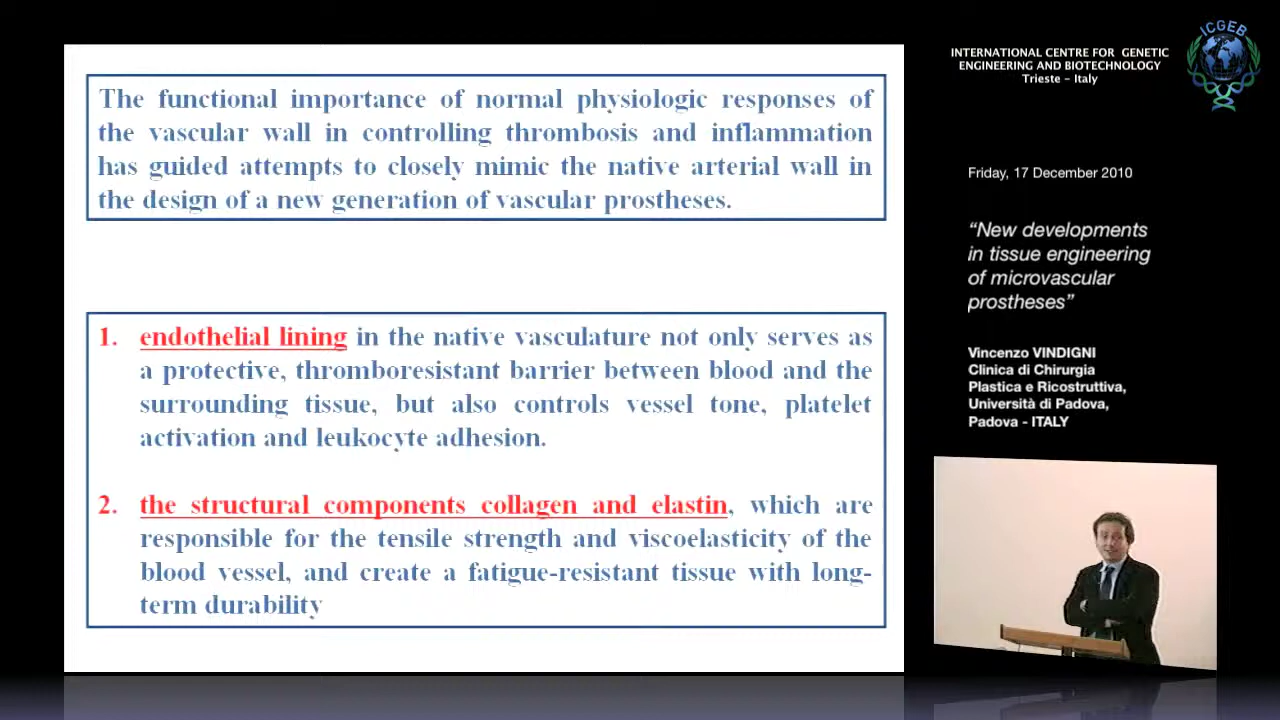 The functional importance of normal physiologic responses of
the vascular wall in controlling thrombosis and inflammation
has guided attempts to closely mimic the native arterial wall in
the design of a new generation of vascular prostheses.
1. endothelial lining in the native vasculature not only serves as
a protective, thromboresistant barrier between blood and the
surrounding tissue, but also controls vessel tone, platelet
activation and leukocyte adhesion.
2. the structural components collagen and elastin, which are
responsible for the tensile strength and viscoelasticity of the
blood vessel, and create a fatigue-resistant tissue with long-
term durability
INTERNATIONAL CENTRE FOR GENETIC
ENGINEERING AND BIOTECHNOLOGY
Trieste - Italy
ICGEB
Friday, 17 December 2010
“New developments
in tissue engineering
of microvascular
prostheses”
Vincenzo VINDIGNI
Clinica di Chirurgia
Plastica e Ricostruttiva,
Università di Padova,
Padova - ITALY